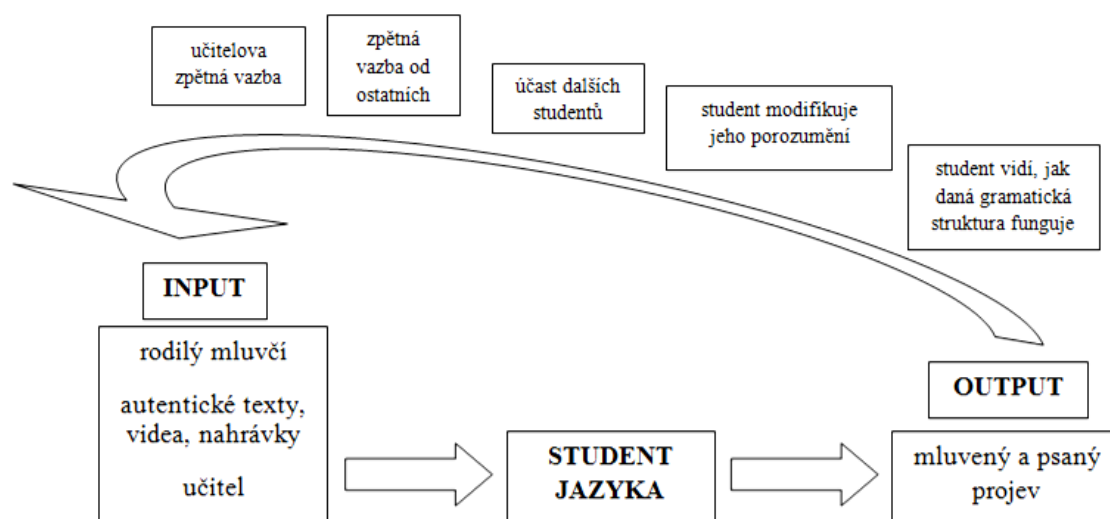 učitelova
zpětná vazba
zpětná
vazba od
ostatních
účast dalších
studentů
student modifikuje
jeho porozumění
student vidí, jak
daná gramatická
struktura funguje
INPUT
rodilý mluvčí
autentické texty,
videa, nahrávky
učitel
STUDENT
JAZYKA
OUTPUT
mluvený a psaný
projev